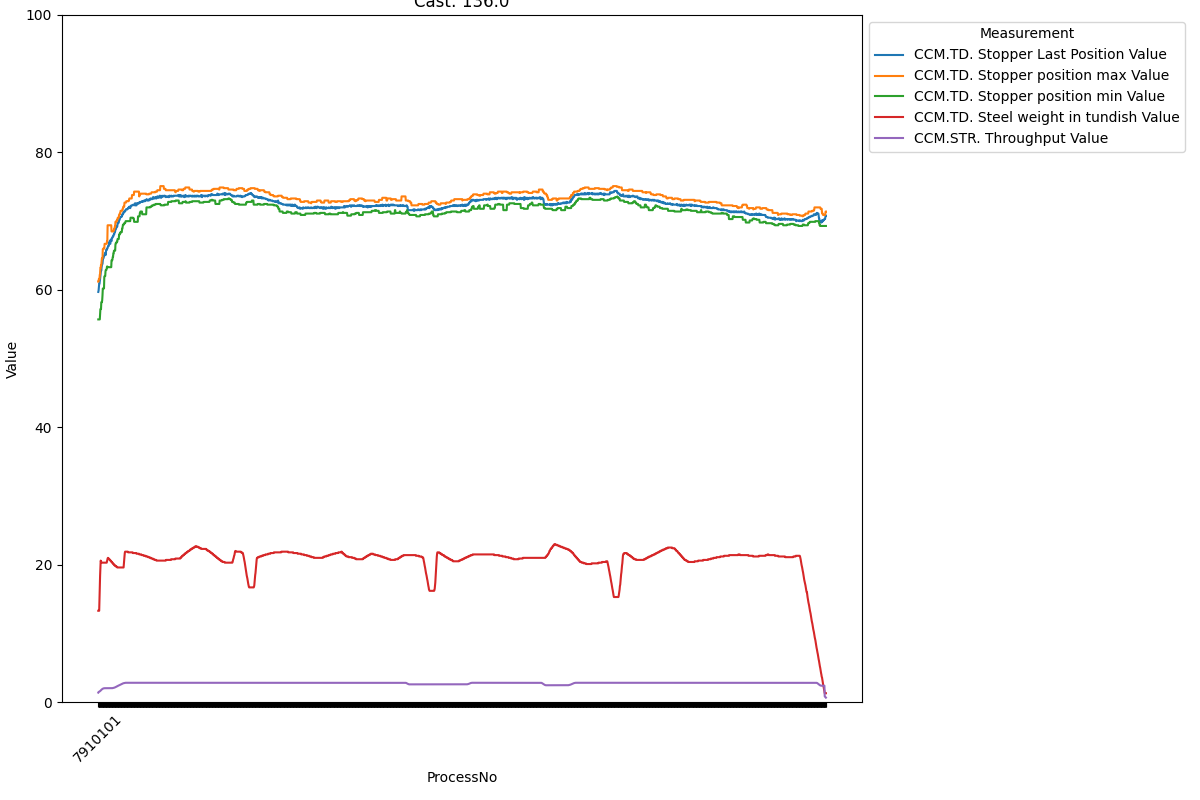 Cast: 136.0
100
80
60
40
20
0
Value
7910101
ProcessNo
Measurement
CCM.TD. Stopper Last Position Value
CCM.TD. Stopper position max Value
CCM.TD. Stopper position min Value
CCM.TD. Steel weight in tundish Value
CCM.STR. Throughput Value